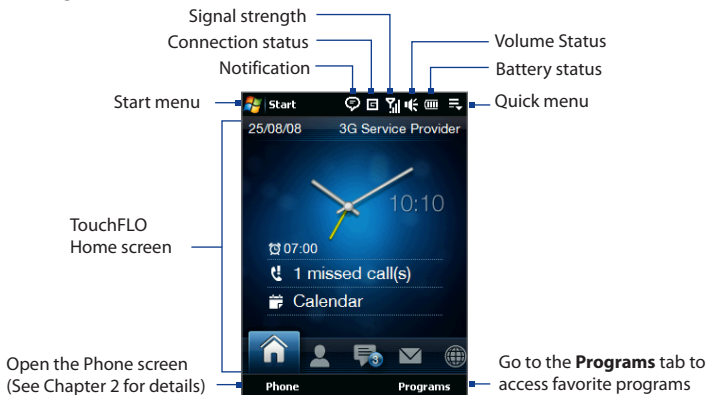 Signal strength
Connection status
Notification
Volume Status
Battery status
Start menu
Quick menu
Start
25/08/08
3G Service Provider
10:10
TouchFLO
Home screen
07:00
1 missed call(s)
Calendar
3
Open the Phone screen
(See Chapter 2 for details)
Phone
Programs
Go to the Programs tab to
access favorite programs